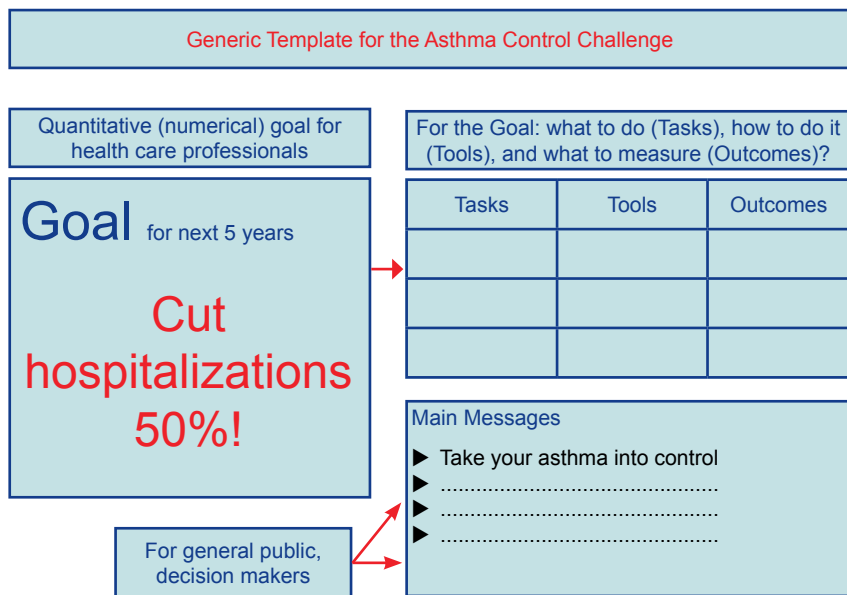 Generic Template for the Asthma Control Challenge
Quantitative (numerical) goal for
health care professionals
For the Goal: what to do (Tasks), how to do it
(Tools), and what to measure (Outcomes)?
Goal for next 5 years
Cut
hospitalizations
50%!
Tasks Tools Outcomes
Main Messages
▶ Take your asthma into control
▶ ................................................
▶ ................................................
▶ ................................................
For general public,
decision makers